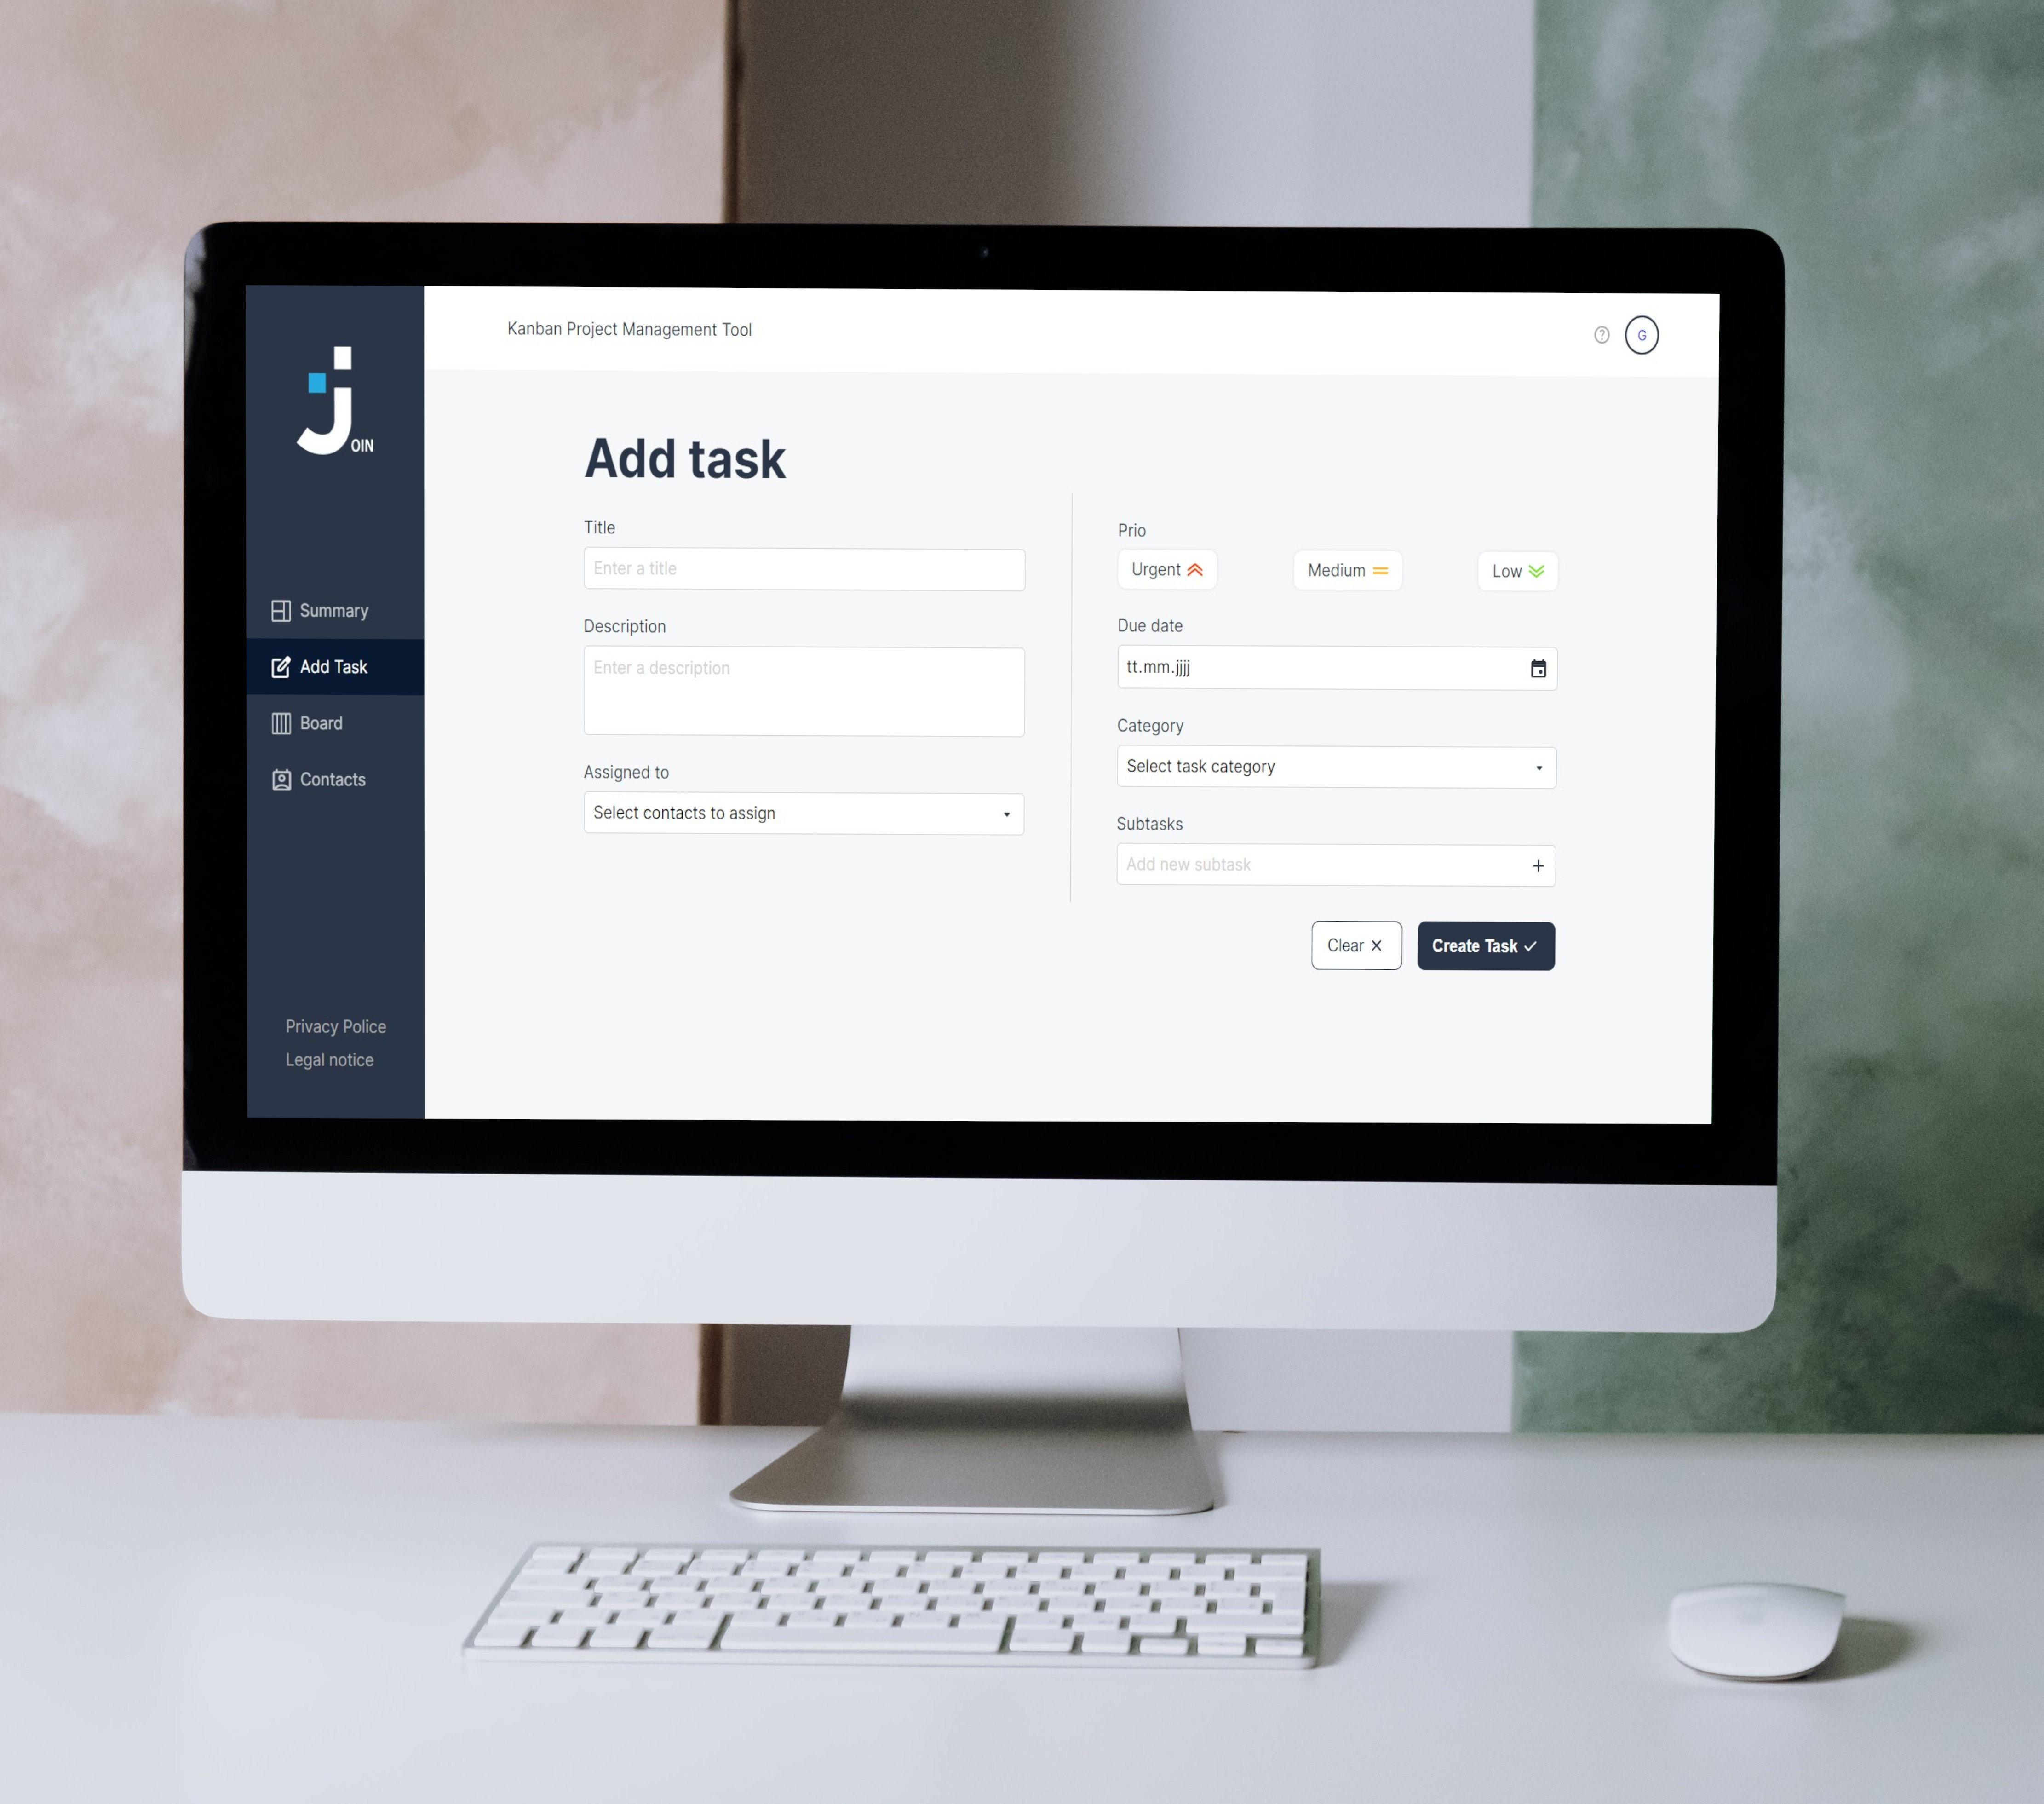 Kanban Project Management Tool
?
G
JOIN
Summary
Add Task
Board
Contacts
Privacy Police
Legal notice
Add task
Title
Enter a title
Description
Enter a description
Assigned to
Select contacts to assign
Prio
Urgent
Medium
Low
Due date
tt.mm.jjjj
Category
Select task category
Subtasks
Add new subtask
+
Clear X
Create Task